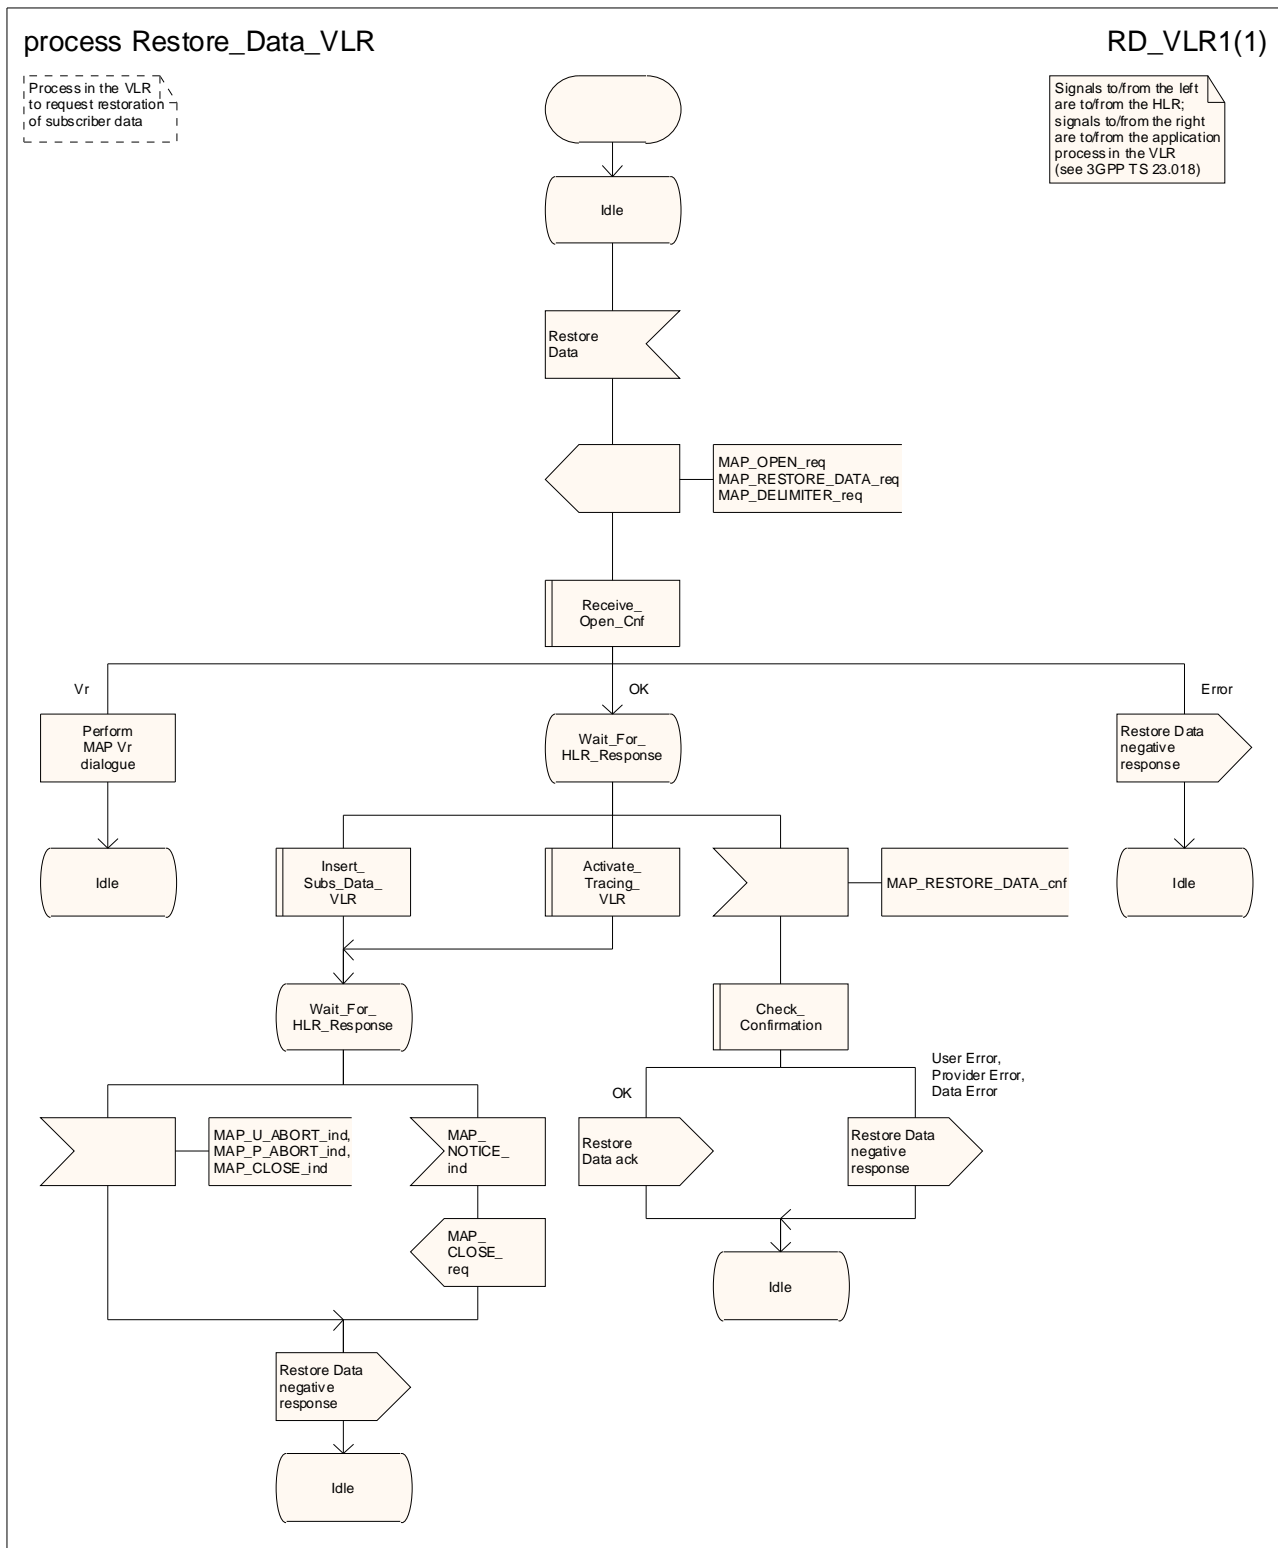 process Restore_Data_VLR
RD_VLR1(1)
Process in the VLR
to request restoration
of subscriber data
Signals to/from the left
are to/from the HLR;
signals to/from the right
are to/from the application
process in the VLR
(see 3GPP TS 23.018)
Idle
Restore
Data
MAP_OPEN_req
MAP_RESTORE_DATA_req
MAP_DELIMITER_req
Receive_
Open_Cnf
Vr
OK
Error
Perform
MAP Vr
dialogue
Wait_For_
HLR_Response
Restore Data
negative
response
Idle
Insert_
Subs_Data_
VLR
Activate_
Tracing_
VLR
MAP_RESTORE_DATA_cnf
Idle
Wait_For_
HLR_Response
Check_
Confirmation
OK
User Error,
Provider Error,
Data Error
MAP_U_ABORT_ind,
MAP_P_ABORT_ind,
MAP_CLOSE_ind
MAP_
NOTICE_
ind
Restore
Data ack
Restore Data
negative
response
MAP_
CLOSE_
req
Idle
Restore Data
negative
response
Idle